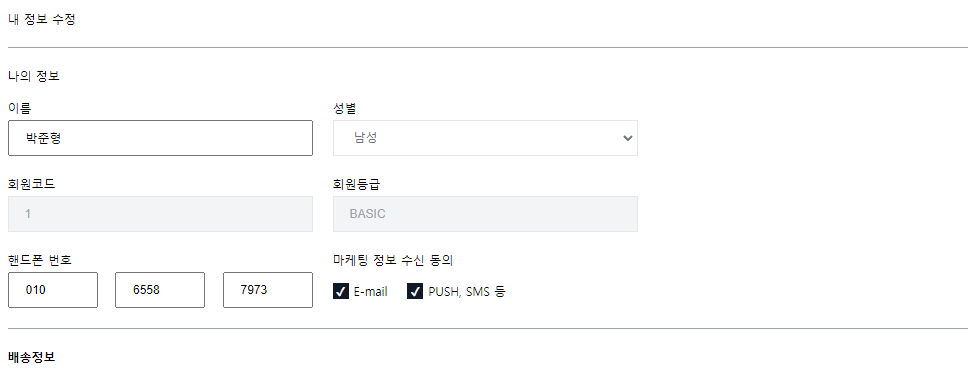 내 정보 수정
나의 정보
이름 성별
박준형 남성
회원코드 회원등급
1 BASIC
핸드폰 번호 마케팅 정보 수신 동의
010 6558 7973 E-mail PUSH, SMS 등
배송정보